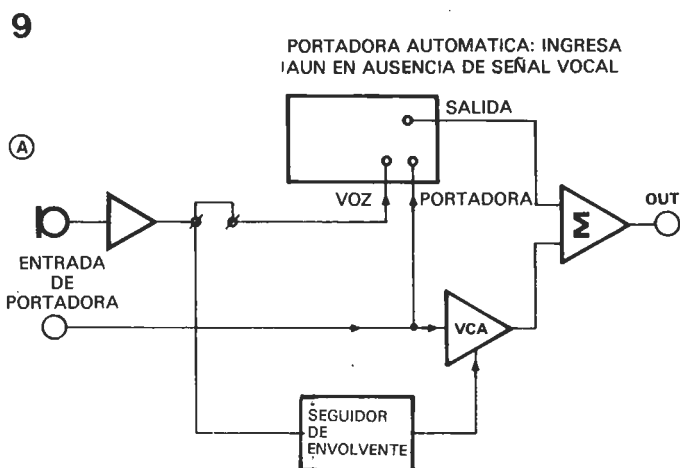 9
PORTADORA AUTOMATICA: INGRESA
AUN EN AUSENCIA DE SEÑAL VOCAL
A
SALIDA
VOZ
PORTADORA
OUT
M
ENTRADA
DE
PORTADORA
VCA
SEGUIDOR
DE
ENVOLVENTE